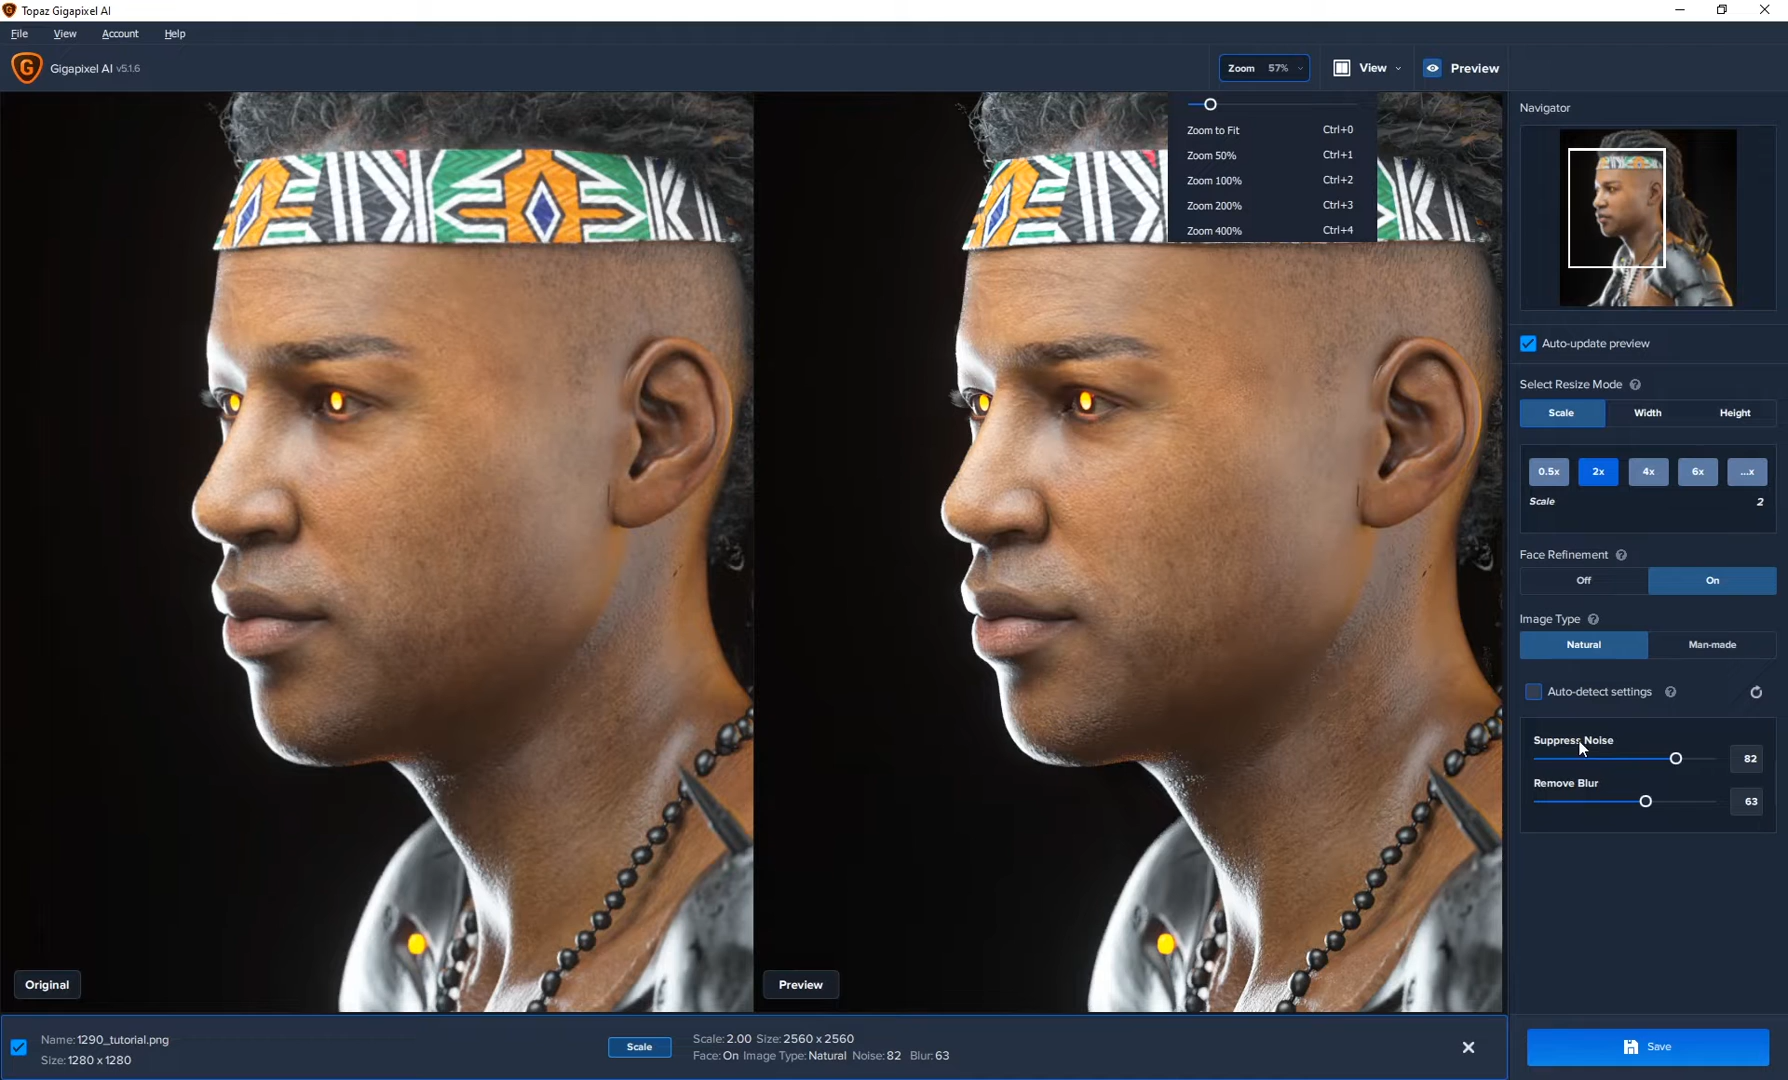 Topaz Gigapixel AI
File View Account Help
G Gigapixel AI v5.1.6
Zoom 57% View Preview
Zoom to Fit Ctrl+0
Zoom 50% Ctrl+1
Zoom 100% Ctrl+2
Zoom 200% Ctrl+3
Zoom 400% Ctrl+4
Navigator
Auto-update preview
Select Resize Mode ?
Scale Width Height
0.5x 2x 4x 6x ...x
Scale 2
Face Refinement ?
Off On
Image Type ?
Natural Man-made
Auto-detect settings ?
Suppress Noise
82
Remove Blur
63
Original
Preview
Name: 1290_tutorial.png
Size: 1280 x 1280
Scale
Scale: 2.00 Size: 2560 x 2560
Face: On Image Type: Natural Noise: 82 Blur: 63
Save